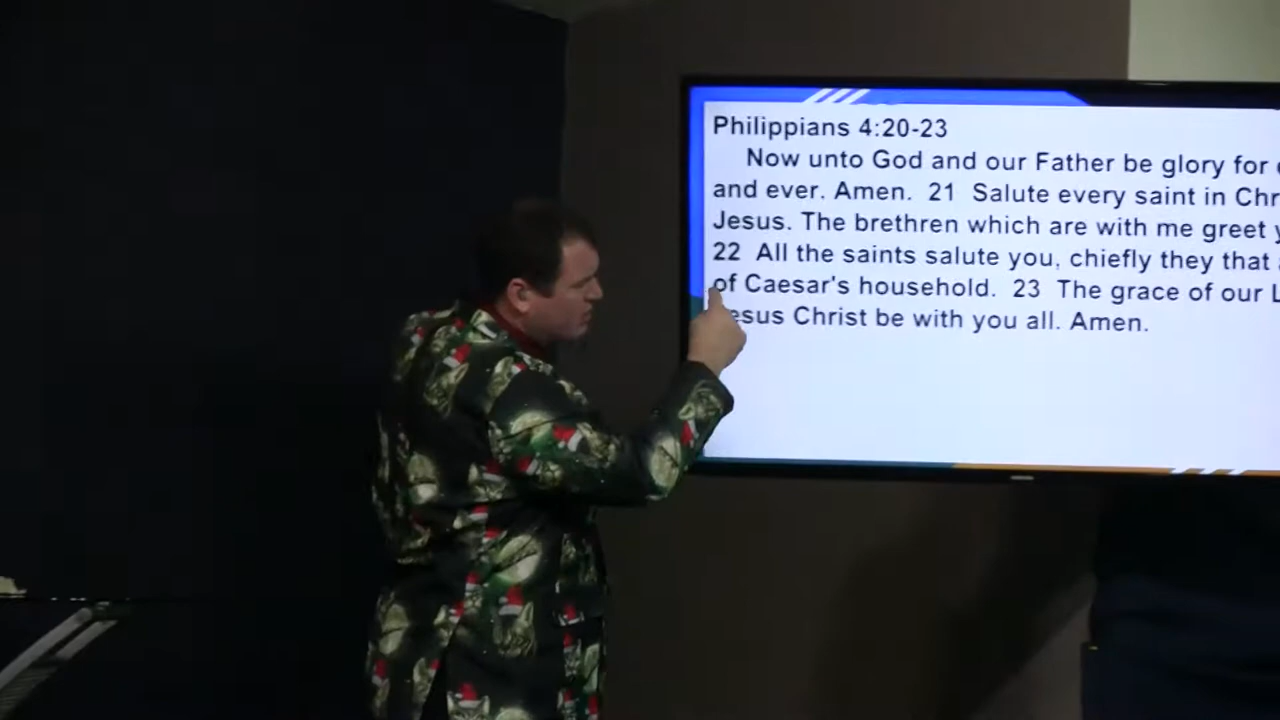 Philippians 4:20-23
Now unto God and our Father be glory for
and ever. Amen. 21 Salute every saint in Chr
Jesus. The brethren which are with me greet
22 All the saints salute you, chiefly they that
of Caesar's household. 23 The grace of our L
esus Christ be with you all. Amen.